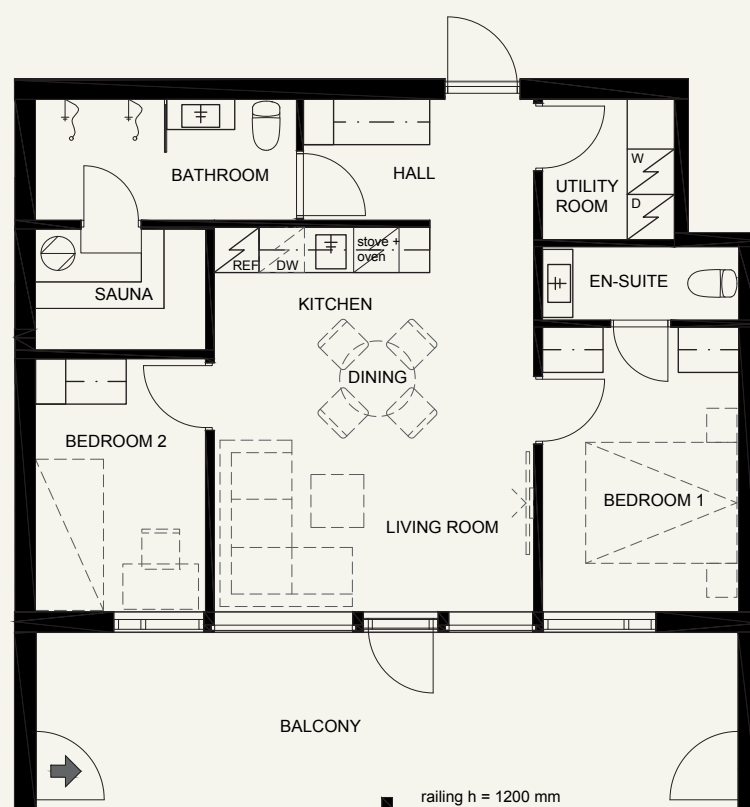 BATHROOM
HALL
W
D
UTILITY
ROOM
REF
DW
stove +
oven
EN-SUITE
SAUNA
KITCHEN
DINING
BEDROOM 2
BEDROOM 1
LIVING ROOM
BALCONY
railing h = 1200 mm